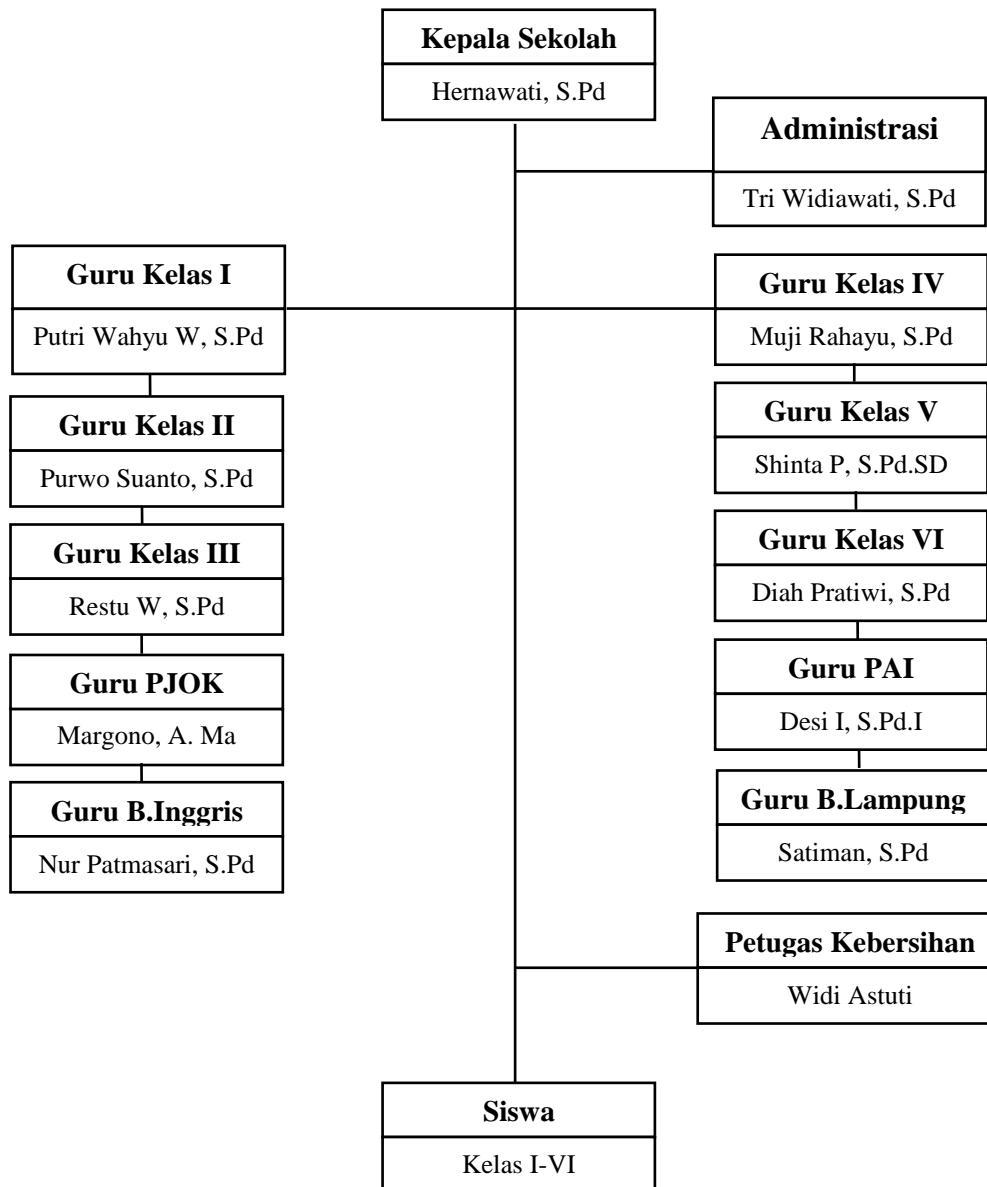 Kepala Sekolah
Hernawati, S.Pd
Administrasi
Tri Widiawati, S.Pd
Guru Kelas I
Putri Wahyu W, S.Pd
Guru Kelas II
Purwo Suanto, S.Pd
Guru Kelas III
Restu W, S.Pd
Guru PJOK
Margono, A. Ma
Guru B.Inggris
Nur Patmasari, S.Pd
Guru Kelas IV
Muji Rahayu, S.Pd
Guru Kelas V
Shinta P, S.Pd.SD
Guru Kelas VI
Diah Pratiwi, S.Pd
Guru PAI
Desi I, S.Pd.I
Guru B.Lampung
Satiman, S.Pd
Petugas Kebersihan
Widi Astuti
Siswa
Kelas I-VI